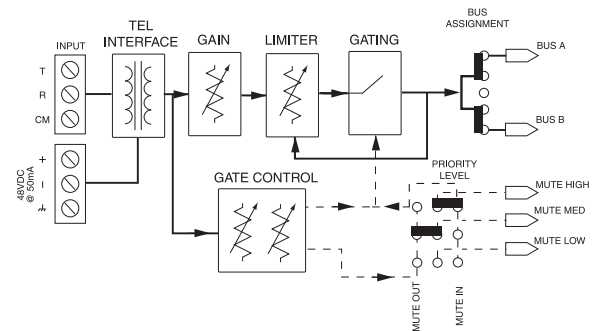 BUS
ASSIGNMENT
TEL
INTERFACE
INPUT
GAIN
LIMITER
GATING
BUS A
T
R
CM
BUS B
+
–
48VDC
@ 50mA
PRIORITY
LEVEL
GATE CONTROL
MUTE HIGH
MUTE MED
MUTE LOW
MUTE OUT
MUTE IN